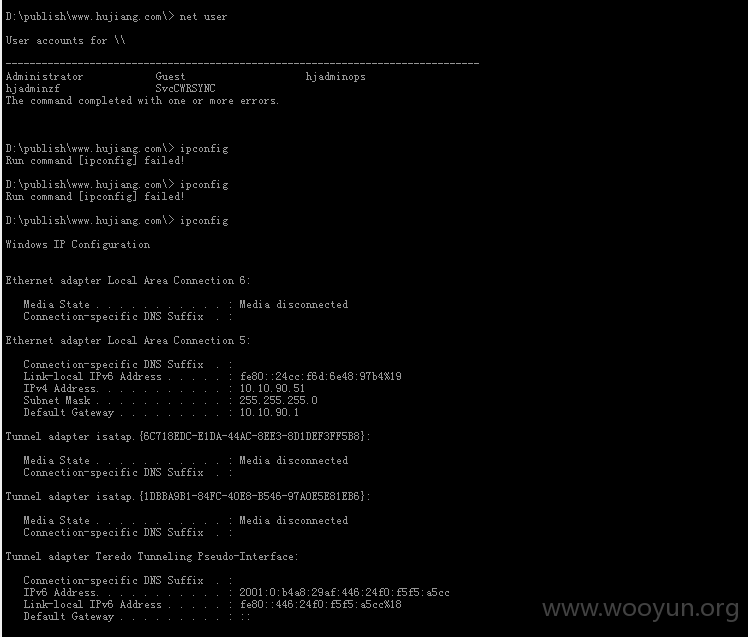 D:\publish\www.hujiang.com\> net user
User accounts for \\
-------------------------------------------------------------------------------
Administrator            Guest                    hjadminops
hjadminzf                SvcCWRSYNC
The command completed with one or more errors.
D:\publish\www.hujiang.com\> ipconfig
Run command [ipconfig] failed!
D:\publish\www.hujiang.com\> ipconfig
Run command [ipconfig] failed!
D:\publish\www.hujiang.com\> ipconfig
Windows IP Configuration
Ethernet adapter Local Area Connection 6:
   Media State . . . . . . . . . . . : Media disconnected
   Connection-specific DNS Suffix  . :
Ethernet adapter Local Area Connection 5:
   Connection-specific DNS Suffix  . :
   Link-local IPv6 Address . . . . . : fe80::24cc:f6d:6e48:97b4%19
   IPv4 Address. . . . . . . . . . . : 10.10.90.51
   Subnet Mask . . . . . . . . . . . : 255.255.255.0
   Default Gateway . . . . . . . . . : 10.10.90.1
Tunnel adapter isatap.{6C718EDC-E1DA-44AC-8EE3-8D1DEF3FF5B8}:
   Media State . . . . . . . . . . . : Media disconnected
   Connection-specific DNS Suffix  . :
Tunnel adapter isatap.{1DBBA9B1-84FC-40E8-B546-97A0E5E81EB6}:
   Media State . . . . . . . . . . . : Media disconnected
   Connection-specific DNS Suffix  . :
Tunnel adapter Teredo Tunneling Pseudo-Interface:
   Connection-specific DNS Suffix  . :
   IPv6 Address. . . . . . . . . . . : 2001:0:b4a8:29af:446:24f0:f5f5:a5cc
   Link-local IPv6 Address . . . . . : fe80::446:24f0:f5f5:a5cc%18
   Default Gateway . . . . . . . . . : ::
www.wooyun.org